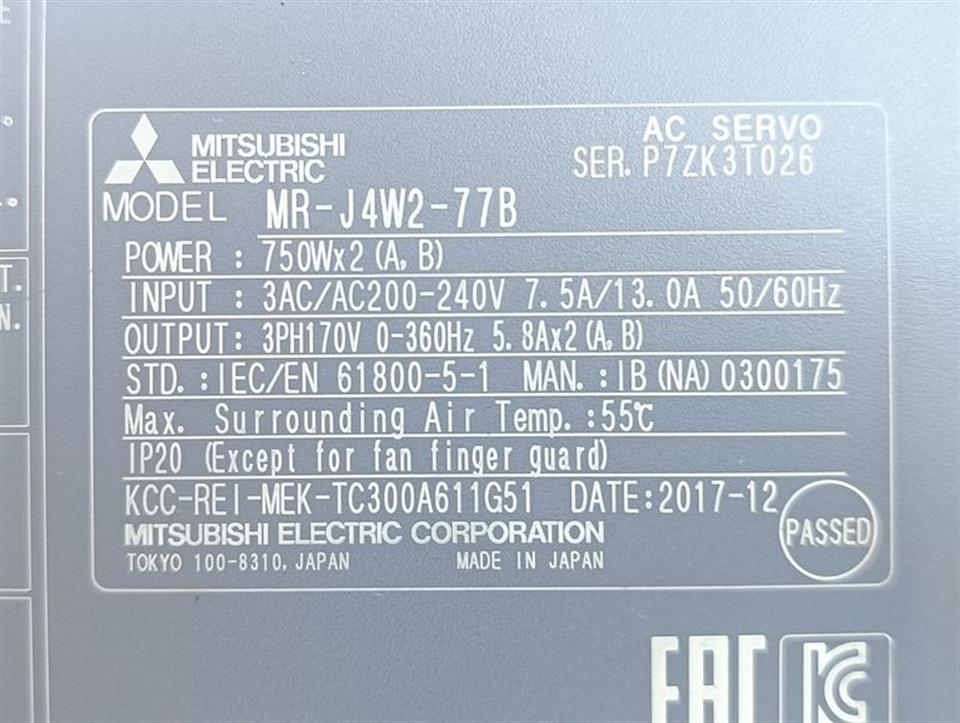 E
T.
N.
MITSUBISHI
ELECTRIC
AC SERVO
SER. P7ZK3T026
MODEL MR-J4W2-77B
POWER : 750Wx2 (A, B)
INPUT : 3AC/AC200-240V 7.5A/13.0A 50/60Hz
OUTPUT: 3PH170V 0-360Hz 5.8Ax2 (A, B)
STD. : IEC/EN 61800-5-1 MAN. : IB (NA) 0300175
Max. Surrounding Air Temp. :55℃
IP20 (Except for fan finger guard)
KCC-REI-MEK-TC300A611G51 DATE:2017-12
MITSUBISHI ELECTRIC CORPORATION
PASSED
TOKYO 100-8310, JAPAN MADE IN JAPAN
EAC KC